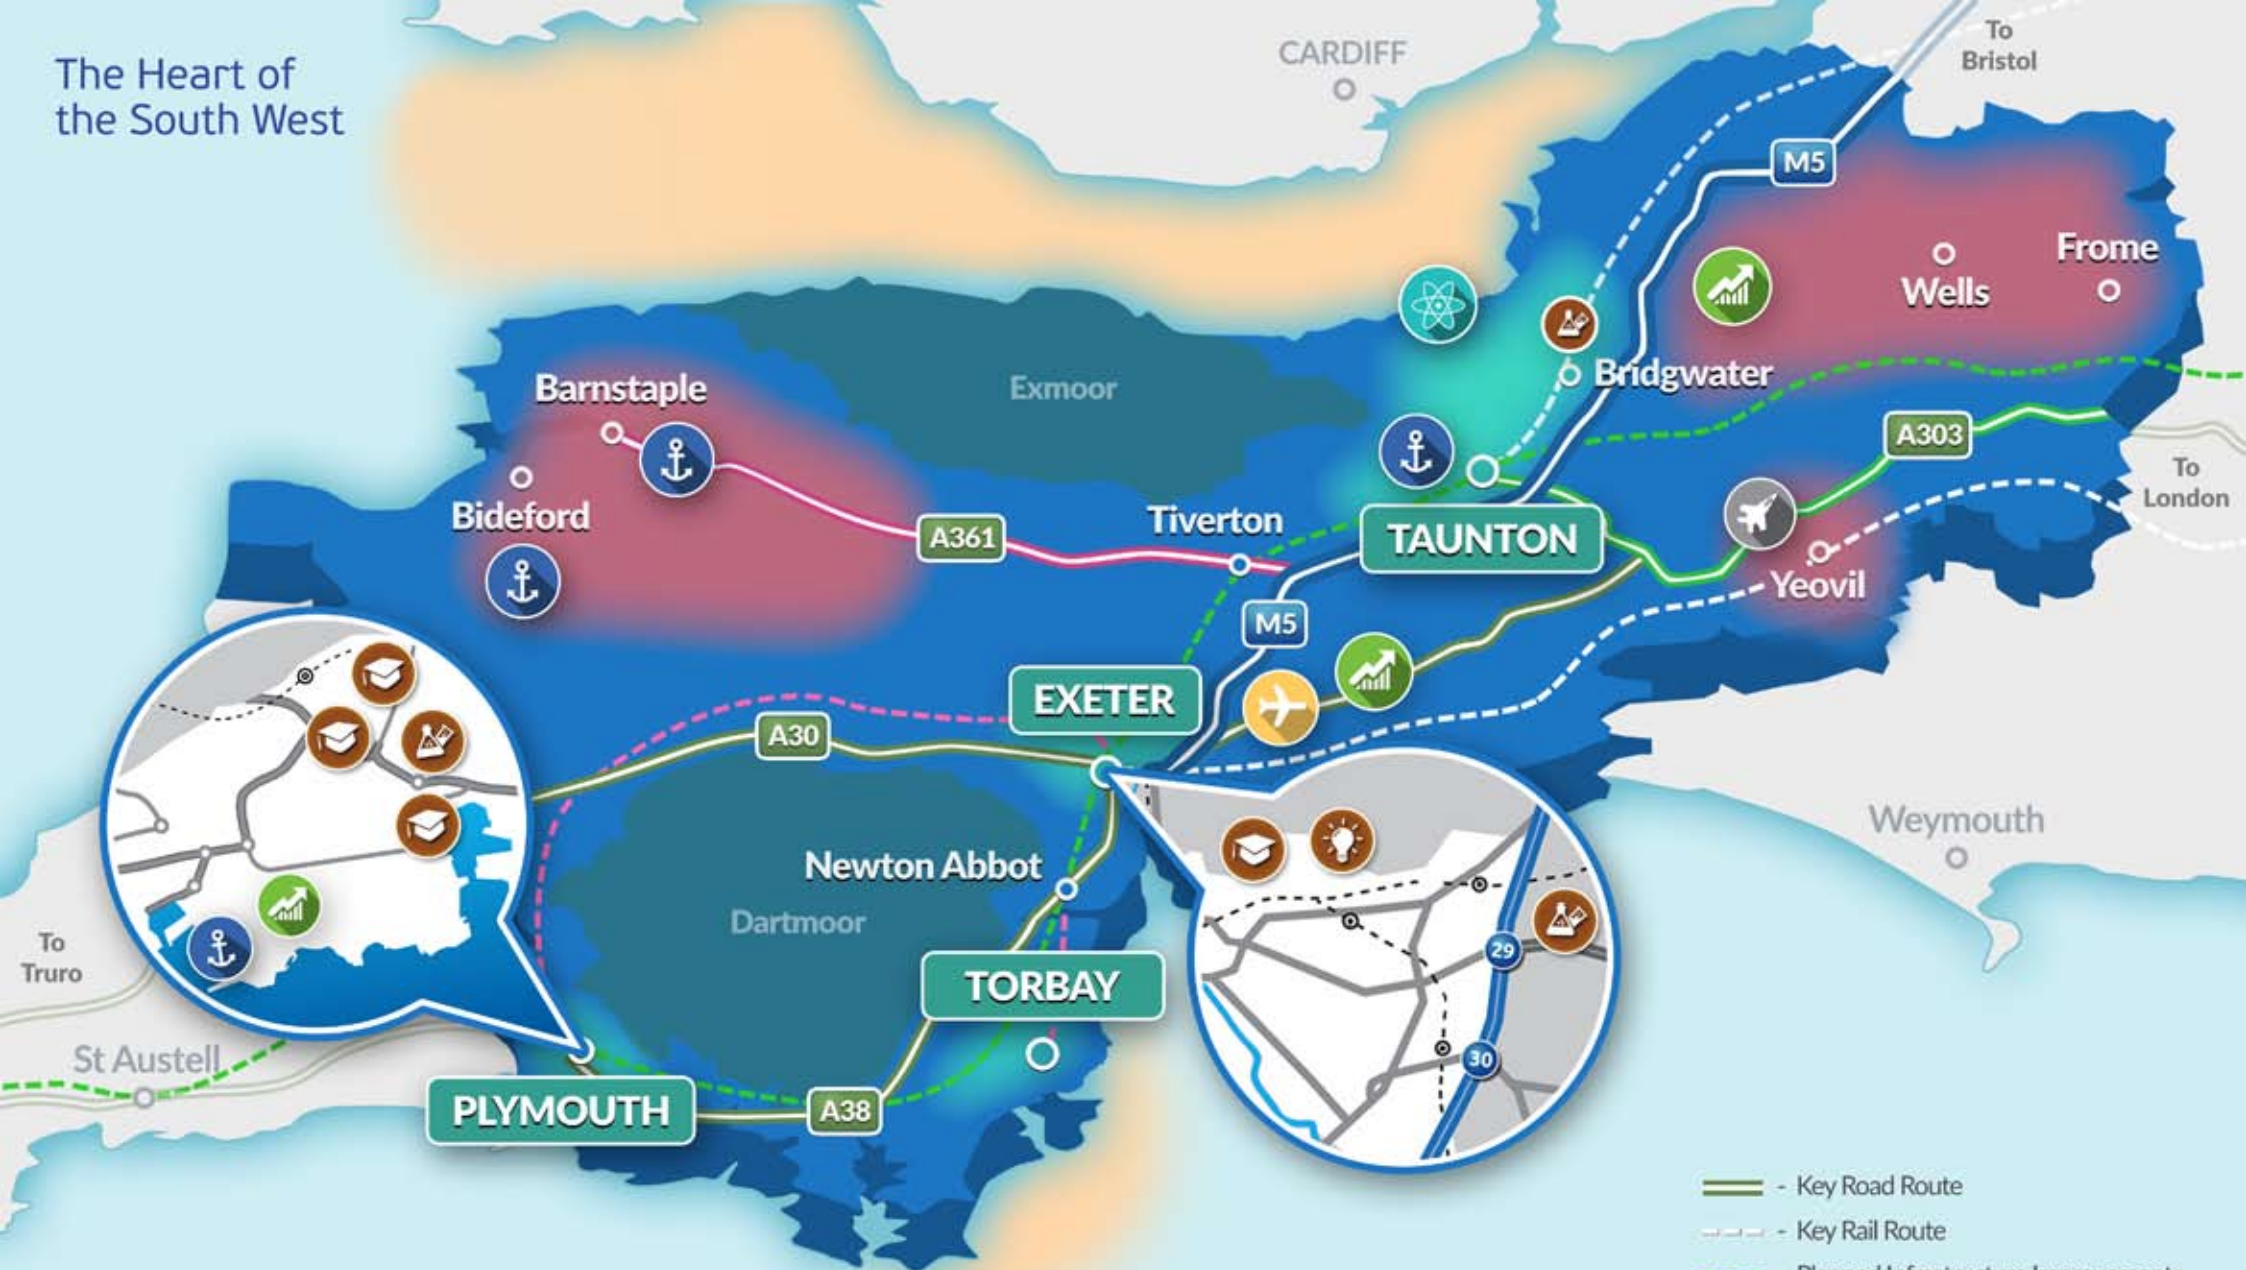 The Heart of
the South West
CARDIFF
To
Bristol
M5
Frome
Wells
Bridgwater
Barnstaple
Exmoor
A303
To
London
Bideford
A361
Tiverton
TAUNTON
Yeovil
M5
EXETER
A30
Weymouth
Newton Abbot
Dartmoor
29
To
Truro
TORBAY
30
St Austell
PLYMOUTH
A38
- Key Road Route
- Key Rail Route